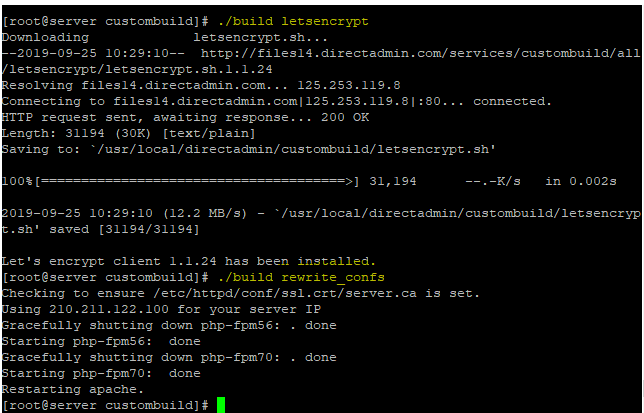 [root@server custombuild]# ./build letsencrypt
Downloading             letsencrypt.sh...
--2019-09-25 10:29:10--  http://files14.directadmin.com/services/custombuild/all
/letsencrypt/letsencrypt.sh.1.1.24
Resolving files14.directadmin.com... 125.253.119.8
Connecting to files14.directadmin.com|125.253.119.8|:80... connected.
HTTP request sent, awaiting response... 200 OK
Length: 31194 (30K) [text/plain]
Saving to: `/usr/local/directadmin/custombuild/letsencrypt.sh'
100%[======================================>] 31,194      --.-K/s   in 0.002s
2019-09-25 10:29:10 (12.2 MB/s) - `/usr/local/directadmin/custombuild/letsencryp
t.sh' saved [31194/31194]
Let's encrypt client 1.1.24 has been installed.
[root@server custombuild]# ./build rewrite_confs
Checking to ensure /etc/httpd/conf/ssl.crt/server.ca is set.
Using 210.211.122.100 for your server IP
Gracefully shutting down php-fpm56: . done
Starting php-fpm56:  done
Gracefully shutting down php-fpm70: . done
Starting php-fpm70:  done
Restarting apache.
[root@server custombuild]#